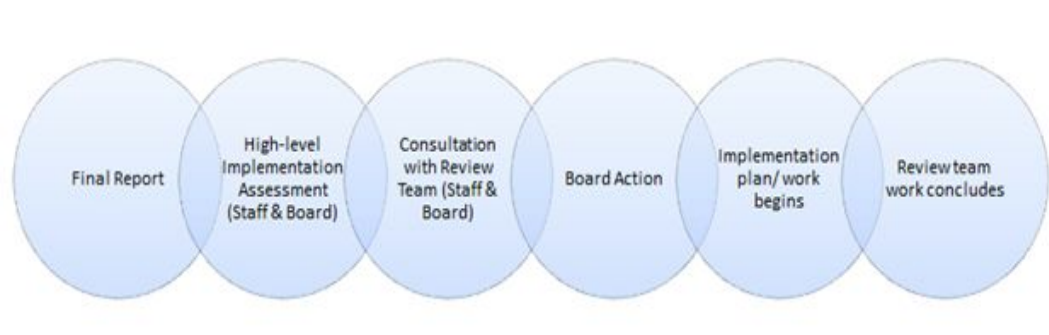 Final Report
High-level
Implementation
Assessment
(Staff & Board)
Consultation
with Review
Team (Staff &
Board)
Board Action
Implementation
plan/ work
begins
Review team
work concludes